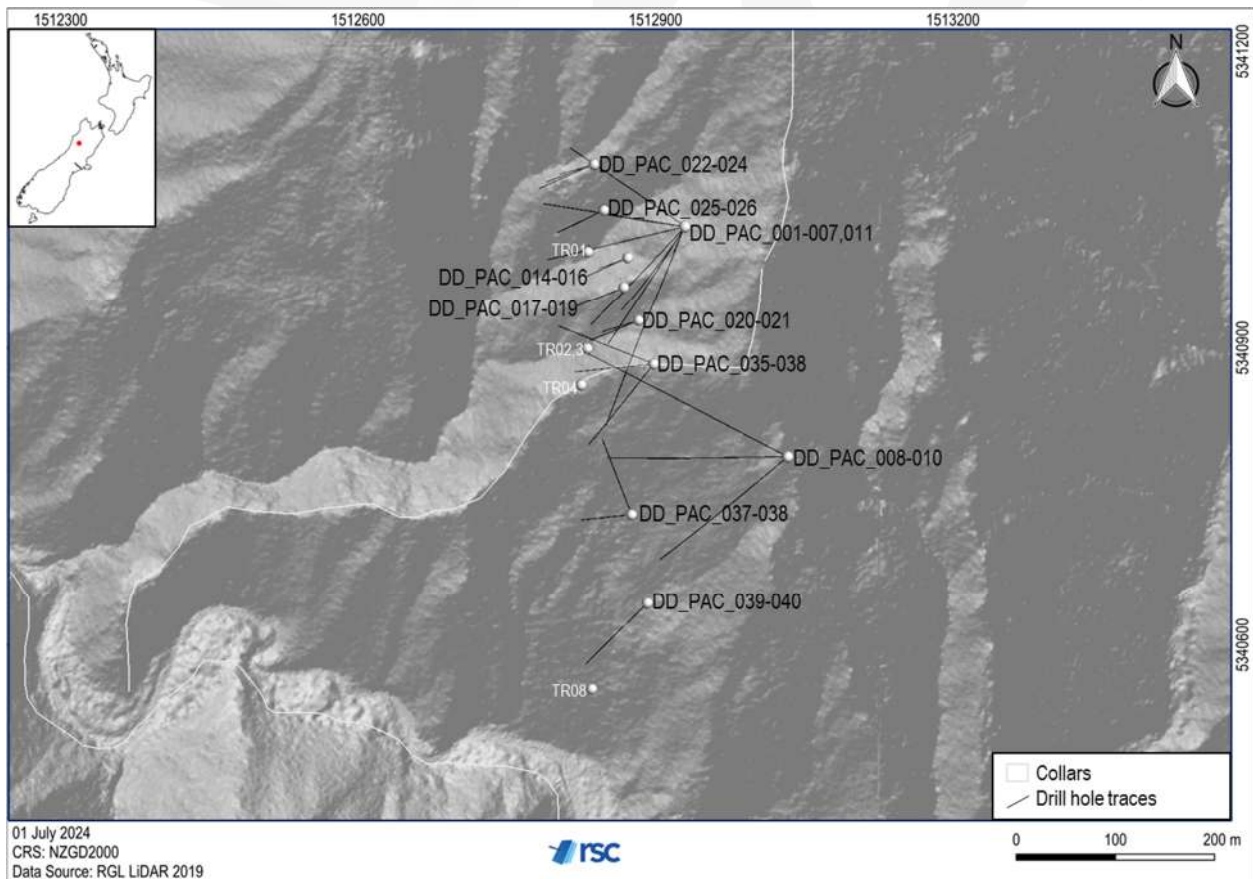 1512300 1512600 1512900 1513200
5341200
N
DD_PAC_022-024
DD_PAC_025-026
DD_PAC_001-007,011
TR01
DD_PAC_014-016
DD_PAC_017-019
DD_PAC_020-021
TR02.3
5340900
DD_PAC_035-038
TR04
DD_PAC_008-010
DD_PAC_037-038
DD_PAC_039-040
5340600
TR08
Collars
Drill hole traces
01 July 2024
CRS: NZGD2000
Data Source: RGL LiDAR 2019
rsc
0 100 200 m